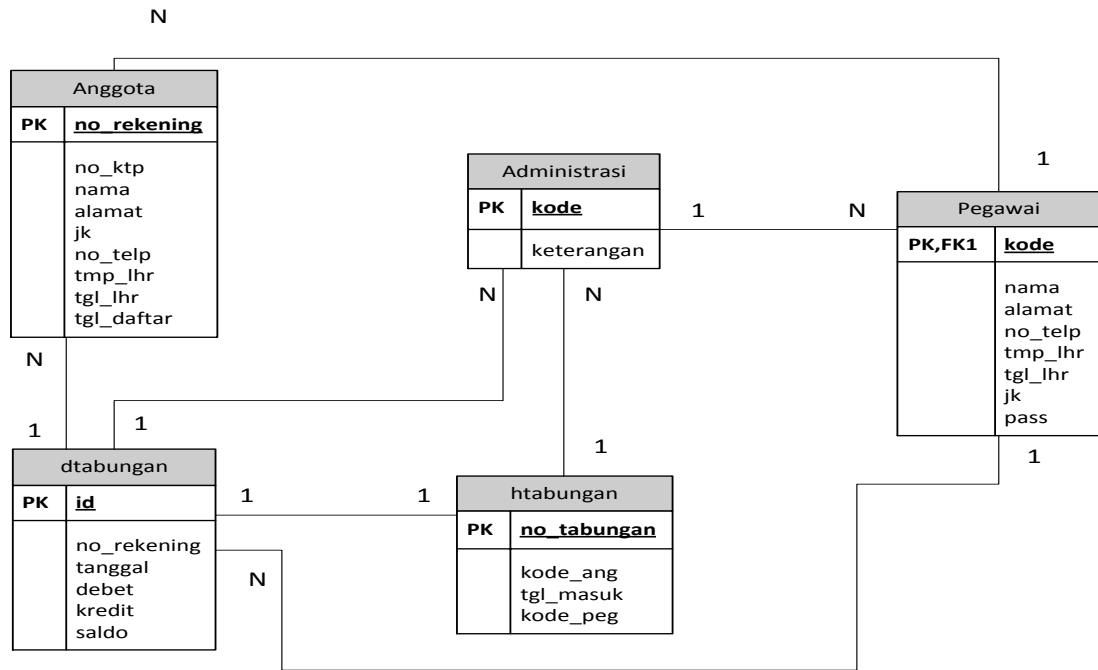 N
Anggota
PK no_rekening
no_ktp
nama
alamat
jk
no_telp
tmp_lhr
tgl_lhr
tgl_daftar
Administrasi
PK kode
keterangan
1
Pegawai
PK,FK1 kode
nama
alamat
no_telp
tmp_lhr
tgl_lhr
jk
pass
1 N
N N
N
1 1
1 1
dtabungan
PK id
no_rekening
tanggal
debet
kredit
saldo
1 1
htabungan
PK no_tabungan
kode_ang
tgl_masuk
kode_peg
N